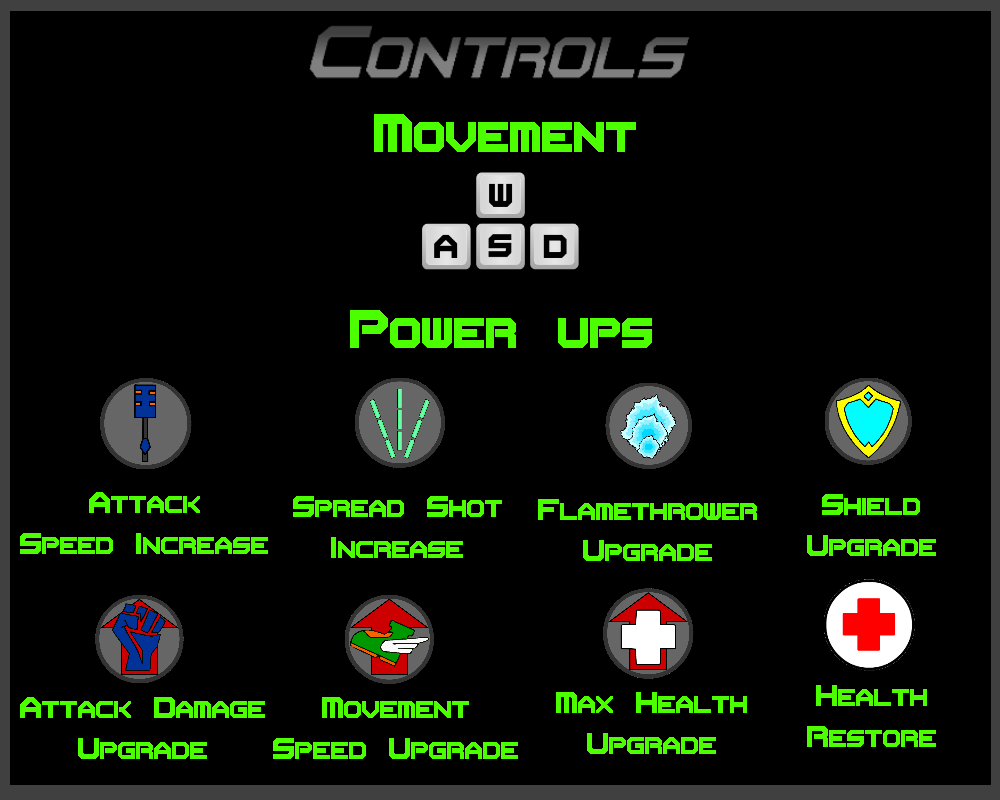 Controls
Movement
W
A S D
Power ups
Attack
Speed Increase
Spread Shot
Increase
Flamethrower
Upgrade
Shield
Upgrade
Attack Damage
Upgrade
Movement
Speed Upgrade
Max Health
Upgrade
Health
Restore